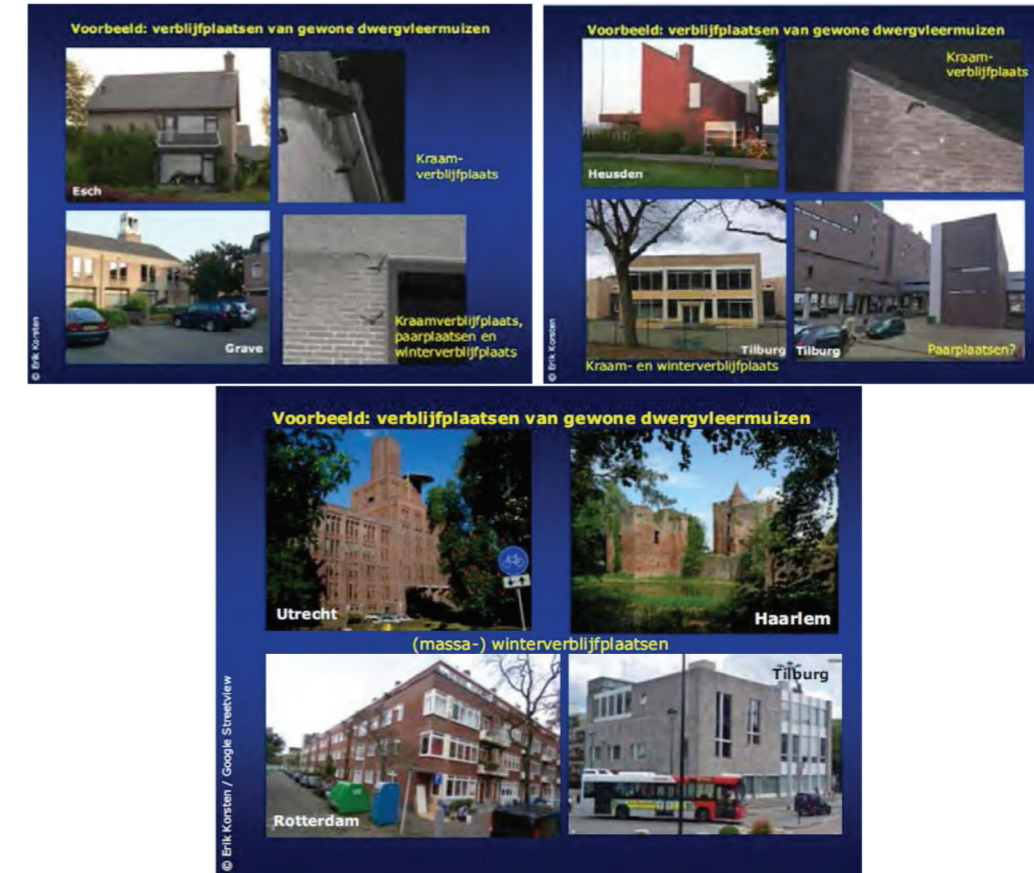 Voorbeeld: verblijfplaatsen van gewone dwergvleermuizen
Esch
Kraam-
verblijfplaats
Grave
Kraamverblijfplaats,
paarplaatsen en
winterverblijfplaats
© Erik Korsten
Voorbeeld: verblijfplaatsen van gewone dwergvleermuizen
Heusden
Kraam-
verblijfplaats
Tilburg
Kraam- en winterverblijfplaats
Tilburg
Paarplaatsen?
© Erik Korsten
Voorbeeld: verblijfplaatsen van gewone dwergvleermuizen
Utrecht
Haarlem
(massa-) winterverblijfplaatsen
Rotterdam
Tilburg
© Erik Korsten / Google Streetview